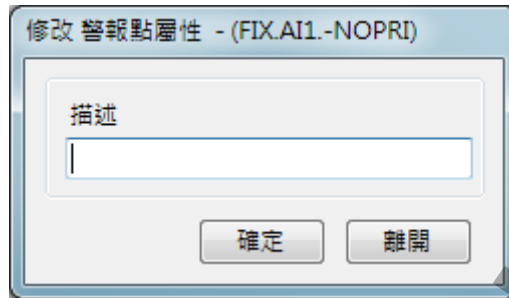 修改 警報點屬性 - (FIX.AI1.-NOPRI)
描述
確定
離開